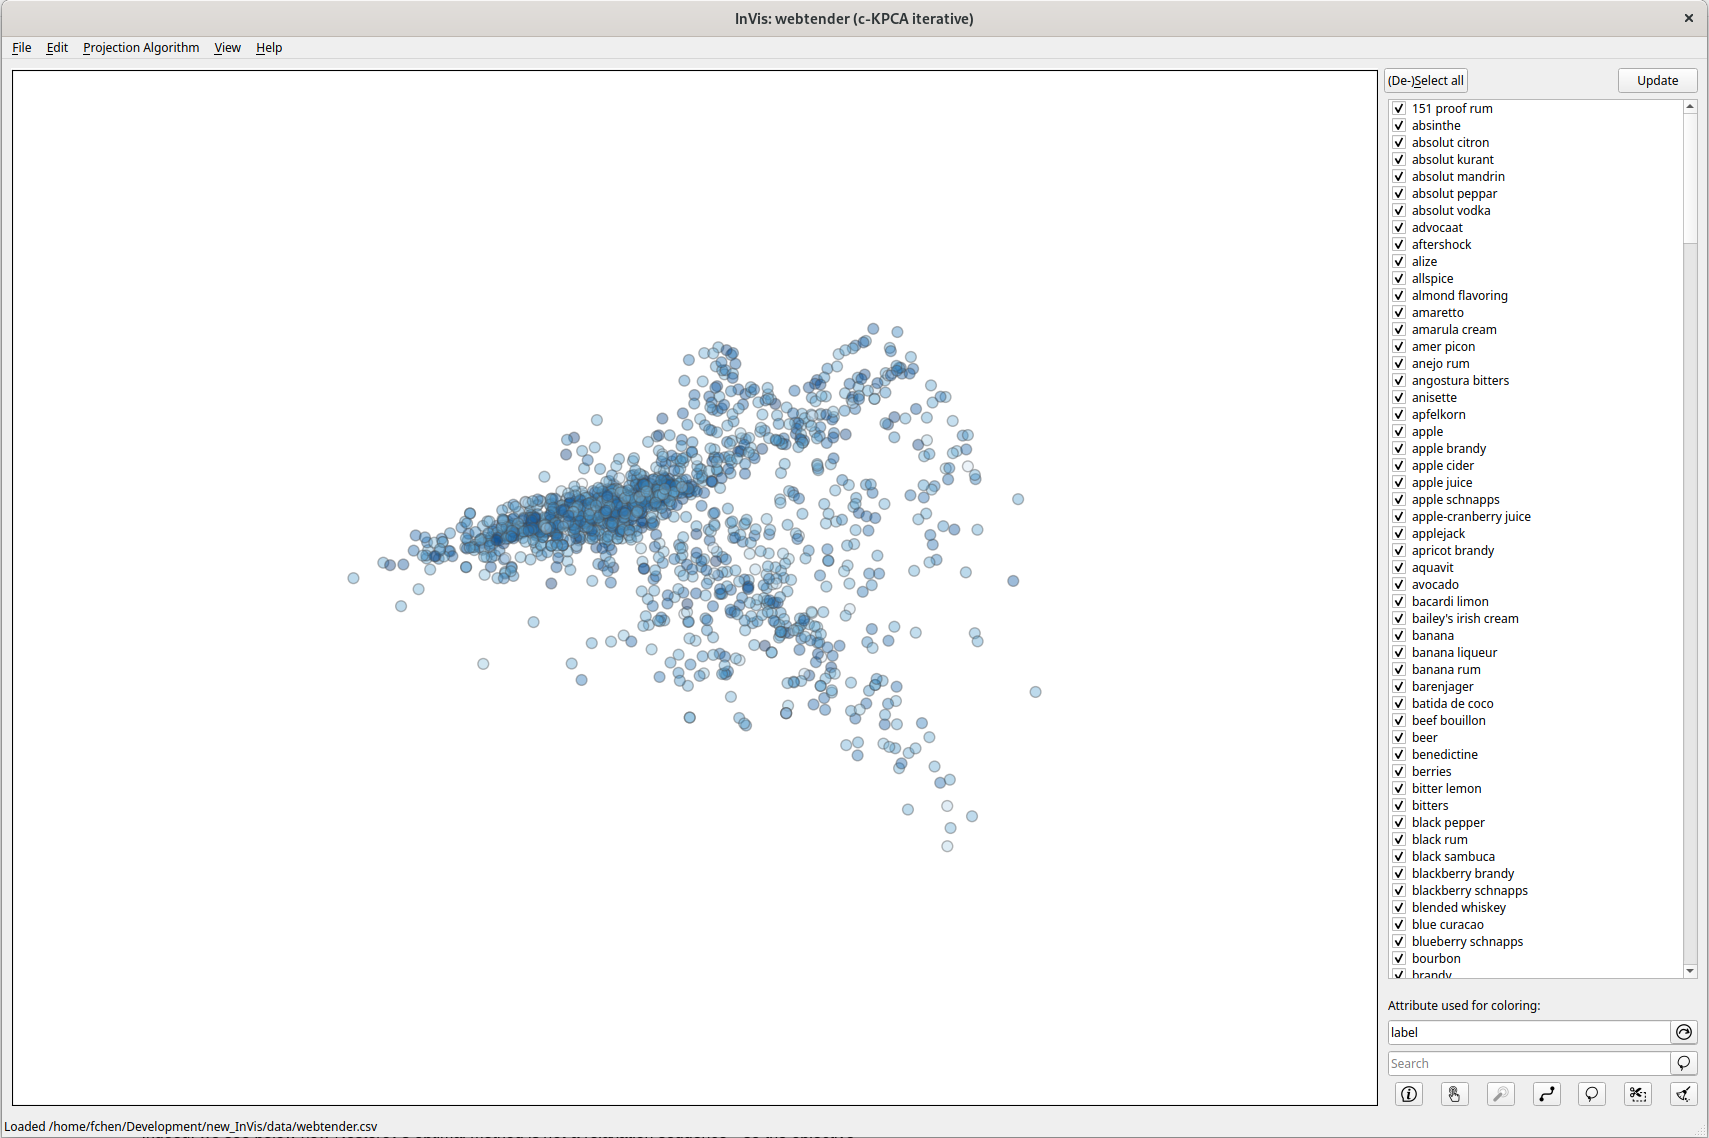 InVis: webtender (c-KPCA iterative)
File Edit Projection Algorithm View Help
(De-)Select all Update
151 proof rum
absinthe
absolut citron
absolut kurant
absolut mandrin
absolut peppar
absolut vodka
advocaat
aftershock
alize
allspice
almond flavoring
amaretto
amarula cream
amer picon
anejo rum
angostura bitters
anisette
apfelkorn
apple
apple brandy
apple cider
apple juice
apple schnapps
apple-cranberry juice
applejack
apricot brandy
aquavit
avocado
bacardi limon
bailey's irish cream
banana
banana liqueur
banana rum
barenjager
batida de coco
beef bouillon
beer
benedictine
berries
bitter lemon
bitters
black pepper
black rum
black sambuca
blackberry brandy
blackberry schnapps
blended whiskey
blue curacao
blueberry schnapps
bourbon
brandy
Attribute used for coloring:
label
Search
Loaded /home/fchen/Development/new_InVis/data/webtender.csv